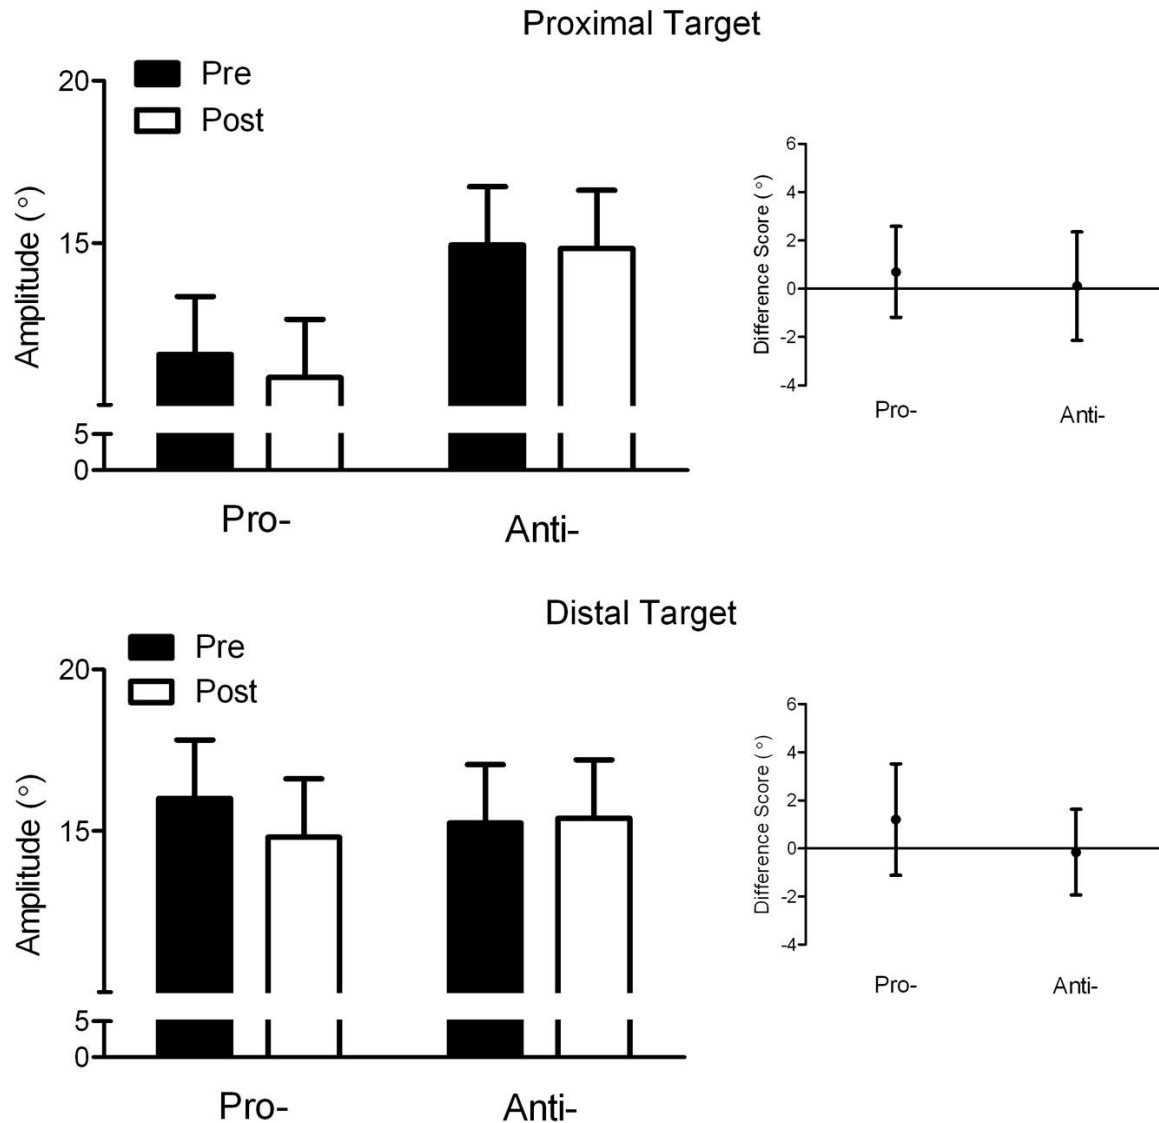 Proximal Target
Pre
Post
Amplitude (°)
20
15
5
0
Pro-
Anti-
Difference Score (°)
6
4
2
0
-2
-4
Pro-
Anti-
Distal Target
Pre
Post
Amplitude (°)
20
15
5
0
Pro-
Anti-
Difference Score (°)
6
4
2
0
-2
-4
Pro-
Anti-